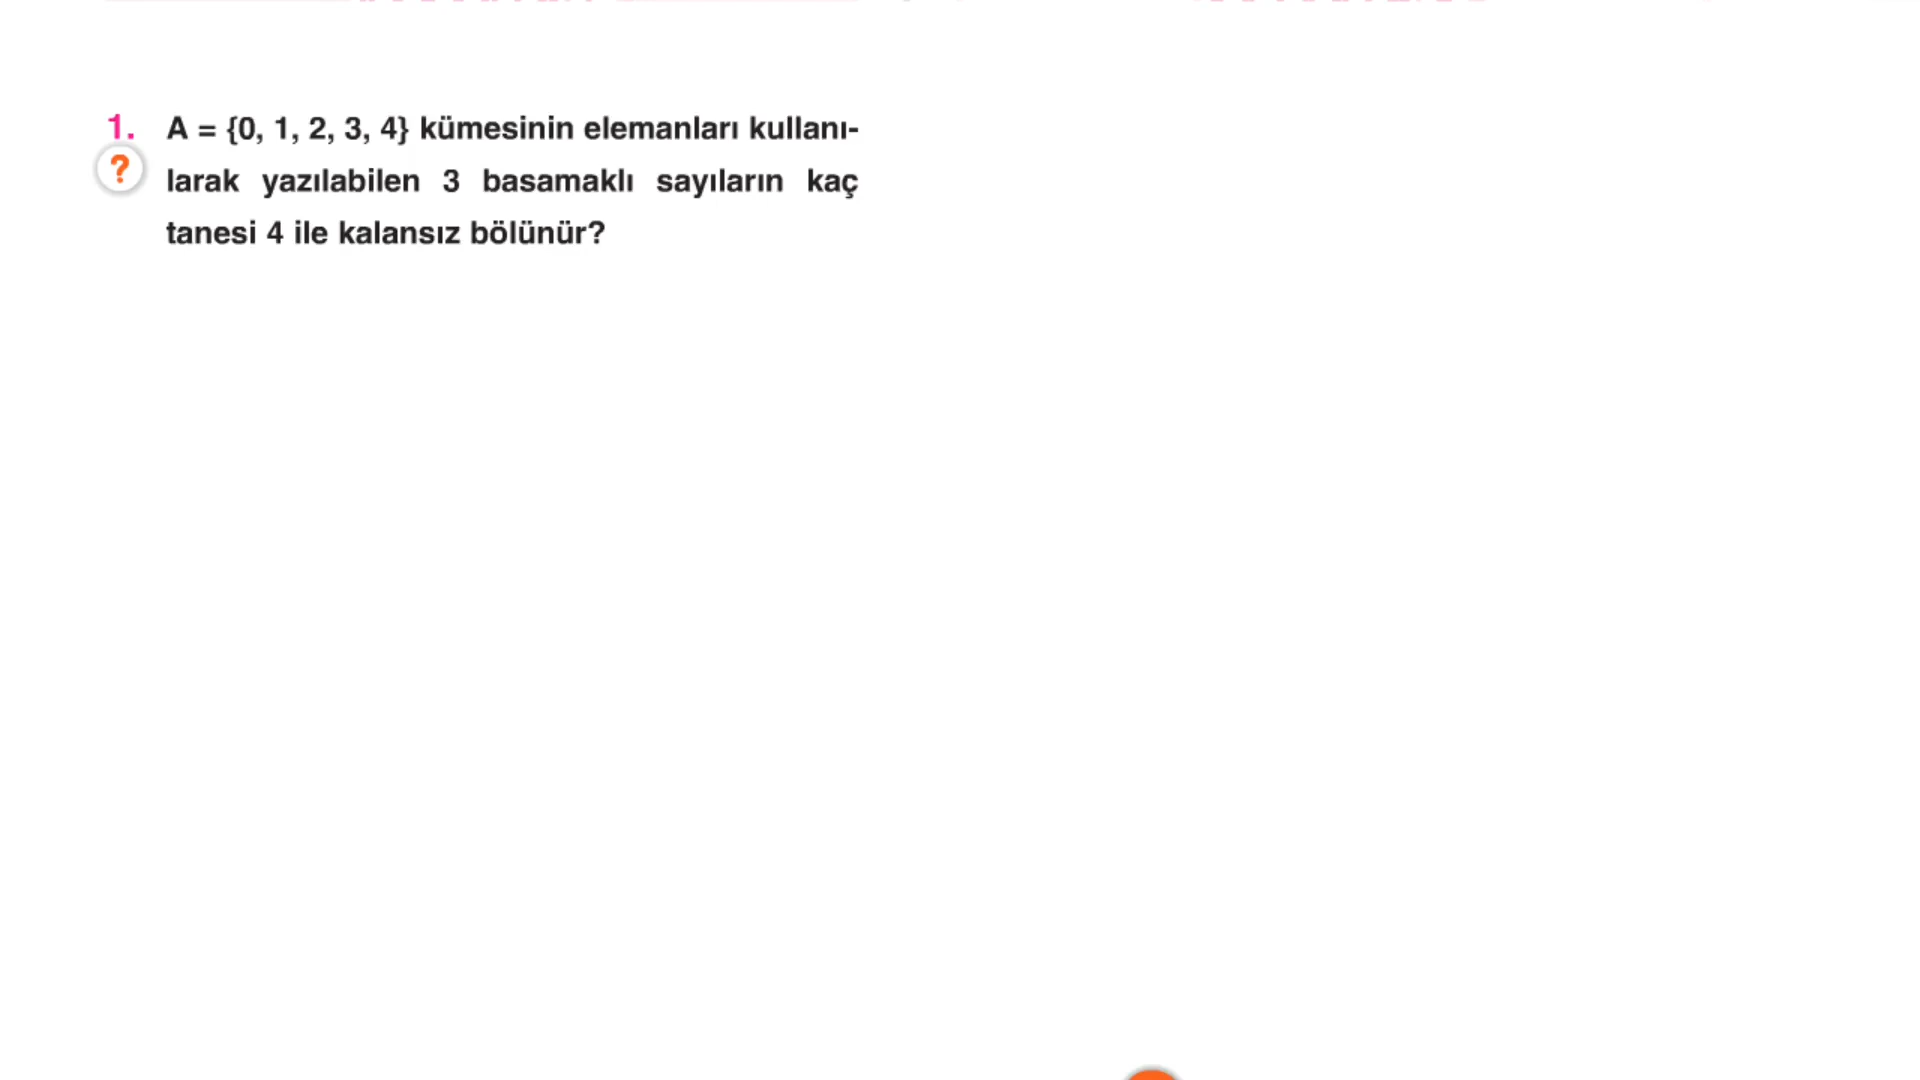 1. A = {0, 1, 2, 3, 4} kümesinin elemanları kullanı-
? larak yazılabilen 3 basamaklı sayıların kaç
tanesi 4 ile kalansız bölünür?